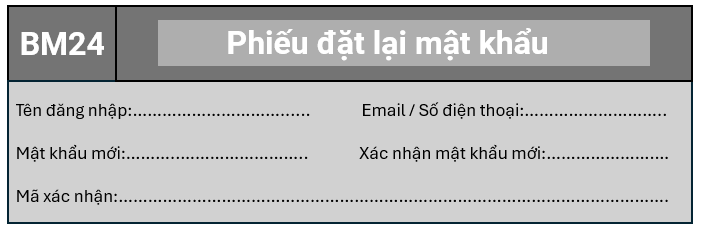 BM24 Phiếu đặt lại mật khẩu
Tên đăng nhập:..................................... Email / Số điện thoại:..............................
Mật khẩu mới:...................................... Xác nhận mật khẩu mới:..........................
Mã xác nhận:...................................................................................................................